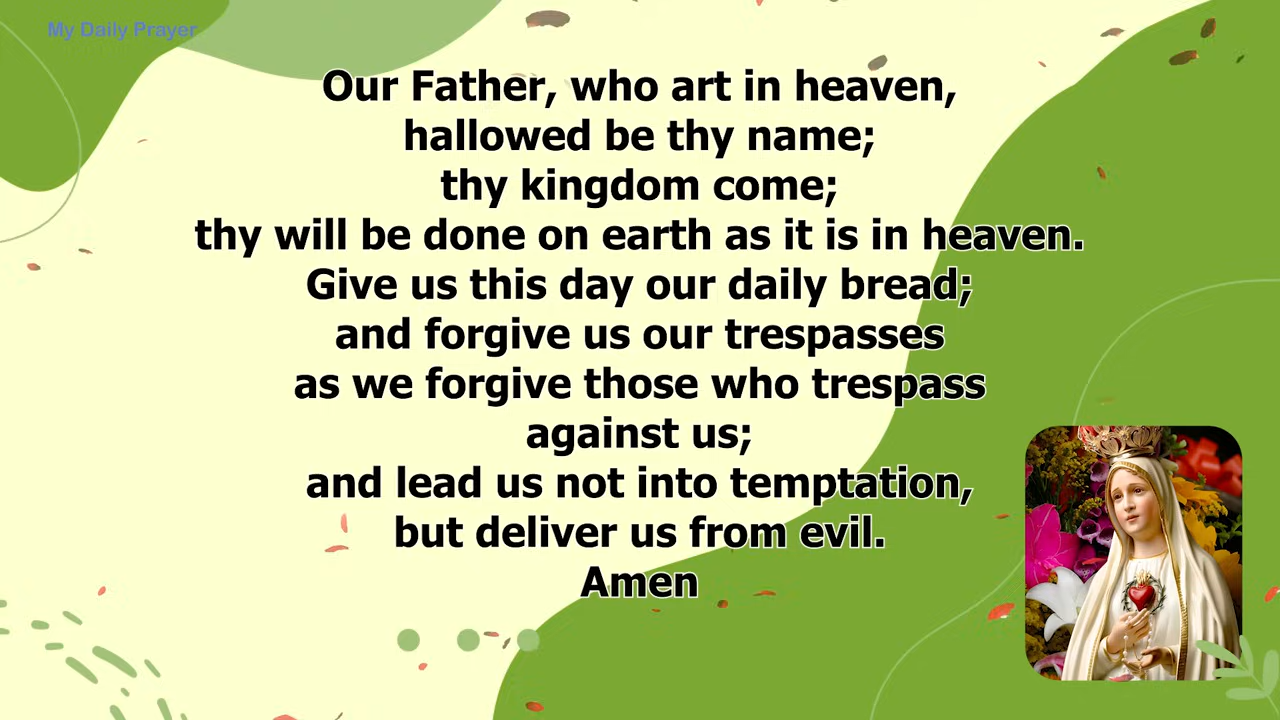 My Daily Prayer
Our Father, who art in heaven,
hallowed be thy name;
thy kingdom come;
thy will be done on earth as it is in heaven.
Give us this day our daily bread;
and forgive us our trespasses
as we forgive those who trespass
against us;
and lead us not into temptation,
but deliver us from evil.
Amen